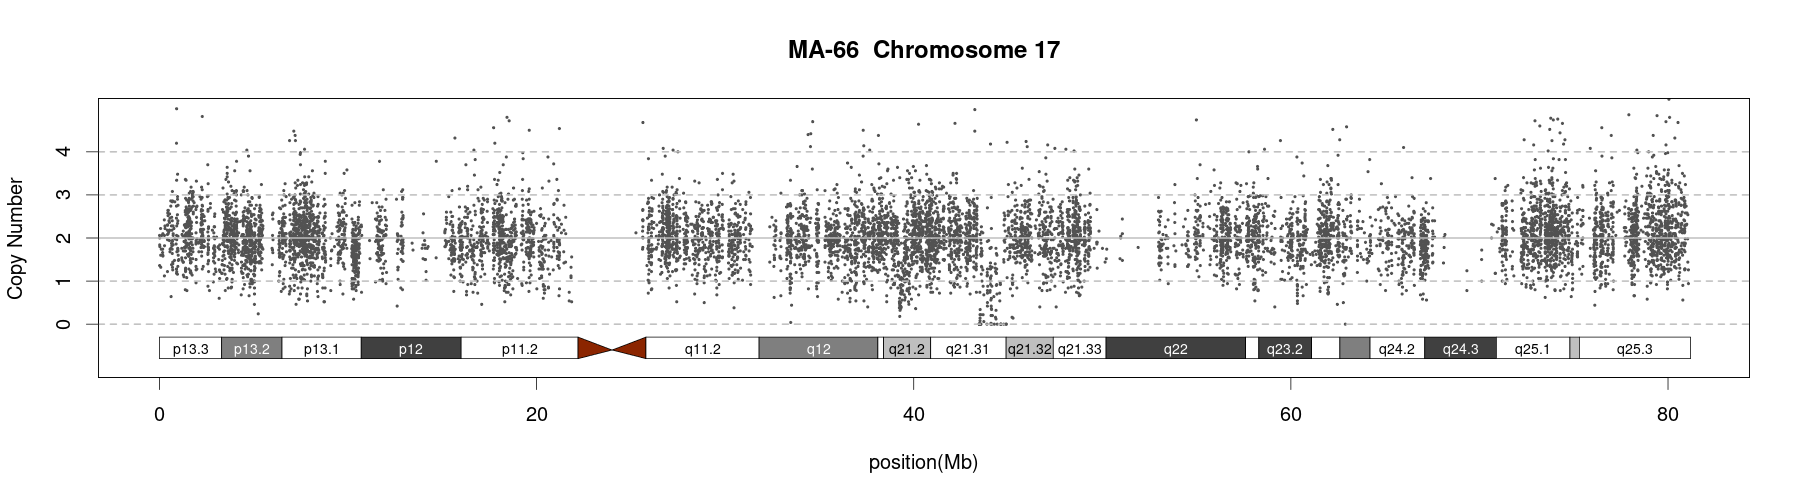 MA-66  Chromosome 17
Copy Number
4
3
2
1
0
p13.3 p13.2 p13.1 p12 p11.2 q11.2 q12 q21.2 q21.31 q21.32 q21.33 q22 q23.2 q24.2 q24.3 q25.1 q25.3
0 20 40 60 80
position(Mb)